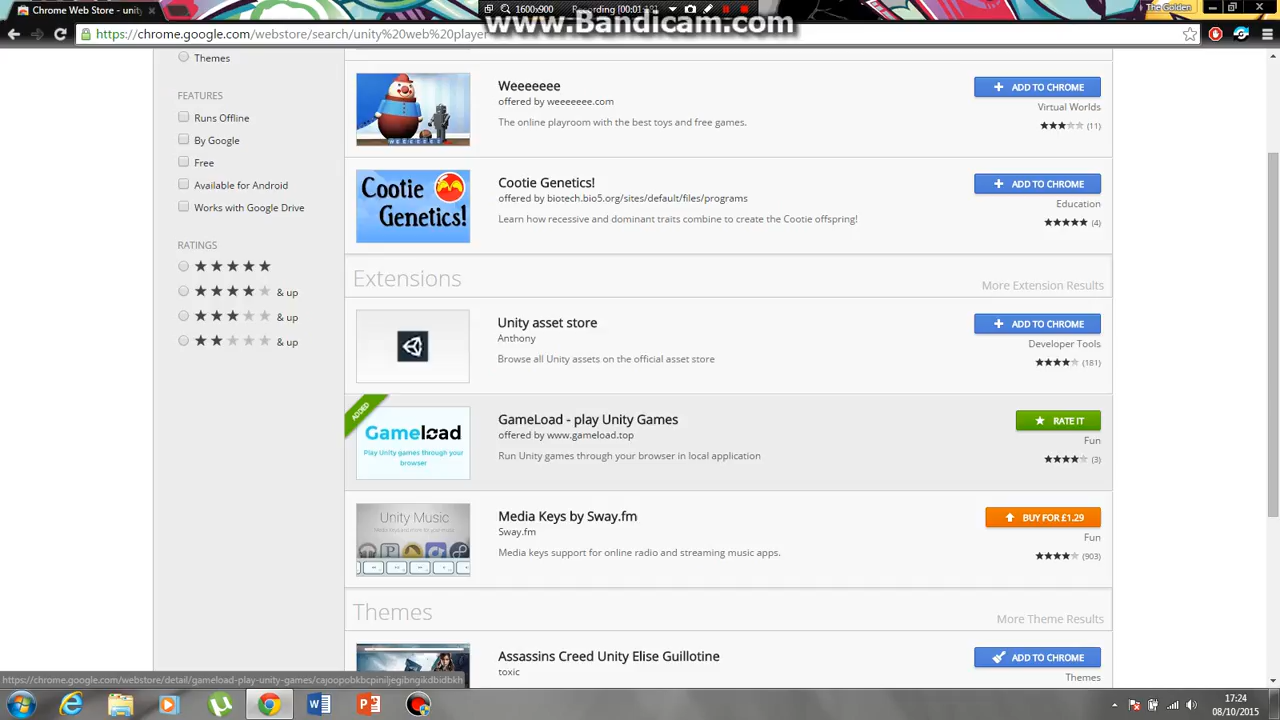 Chrome Web Store - unity
1600x900
www.Bandicam.com
The Golden
https://chrome.google.com/webstore/search/unity%20web%20player
Themes
FEATURES
Runs Offline
By Google
Free
Available for Android
Works with Google Drive
RATINGS
& up
& up
& up
Weeeeeee
offered by weeeeeee.com
The online playroom with the best toys and free games.
ADD TO CHROME
Virtual Worlds
(11)
Cootie
Genetics!
Cootie Genetics!
offered by biotech.bio5.org/sites/default/files/programs
Learn how recessive and dominant traits combine to create the Cootie offspring!
ADD TO CHROME
Education
(4)
Extensions
More Extension Results
Unity asset store
Anthony
Browse all Unity assets on the official asset store
ADD TO CHROME
Developer Tools
(181)
ADDED
Gameload
Play Unity games through your
browser
GameLoad - play Unity Games
offered by www.gameload.top
Run Unity games through your browser in local application
RATE IT
Fun
(3)
Unity Music
Media Keys by Sway.fm
Sway.fm
Media keys support for online radio and streaming music apps.
BUY FOR £1.29
Fun
(903)
Themes
More Theme Results
Assassins Creed Unity Elise Guillotine
toxic
ADD TO CHROME
Themes
17:24
08/10/2015